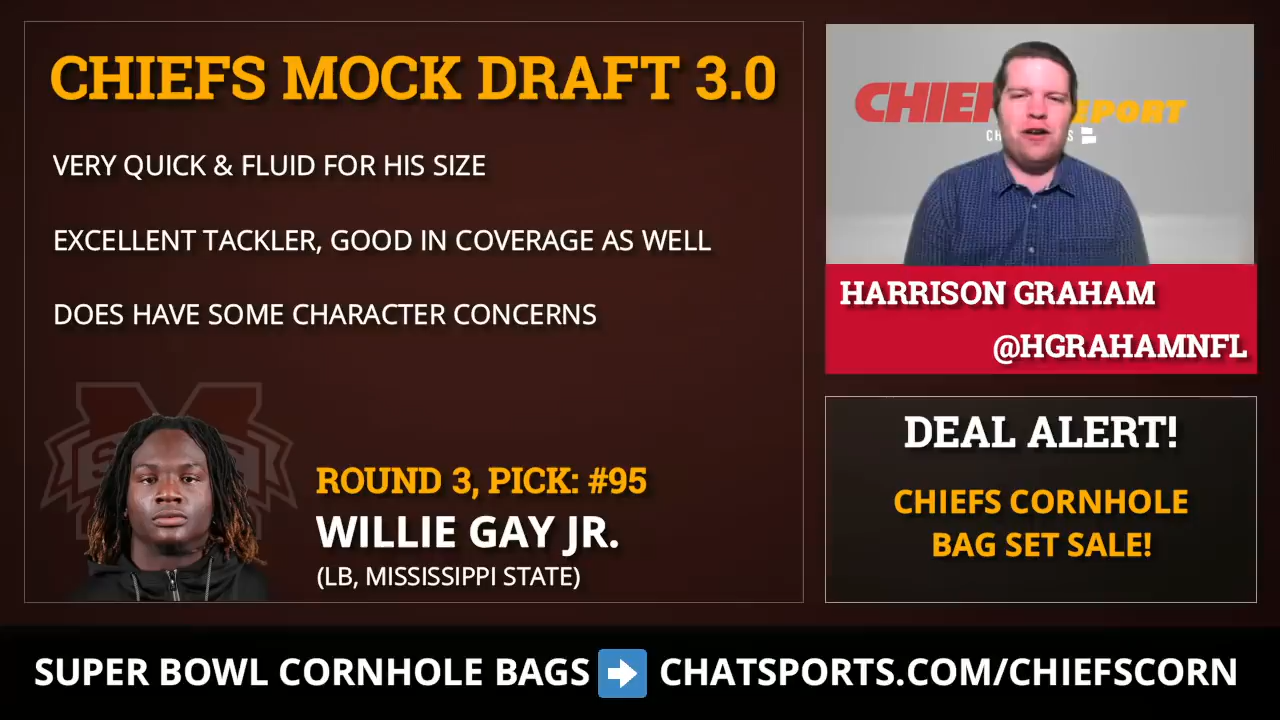 CHIEFS MOCK DRAFT 3.0
VERY QUICK & FLUID FOR HIS SIZE
EXCELLENT TACKLER, GOOD IN COVERAGE AS WELL
DOES HAVE SOME CHARACTER CONCERNS
ROUND 3, PICK: #95
WILLIE GAY JR.
(LB, MISSISSIPPI STATE)
HARRISON GRAHAM
@HGRAHAMNFL
DEAL ALERT!
CHIEFS CORNHOLE
BAG SET SALE!
SUPER BOWL CORNHOLE BAGS ➡ CHATSPORTS.COM/CHIEFSCORN